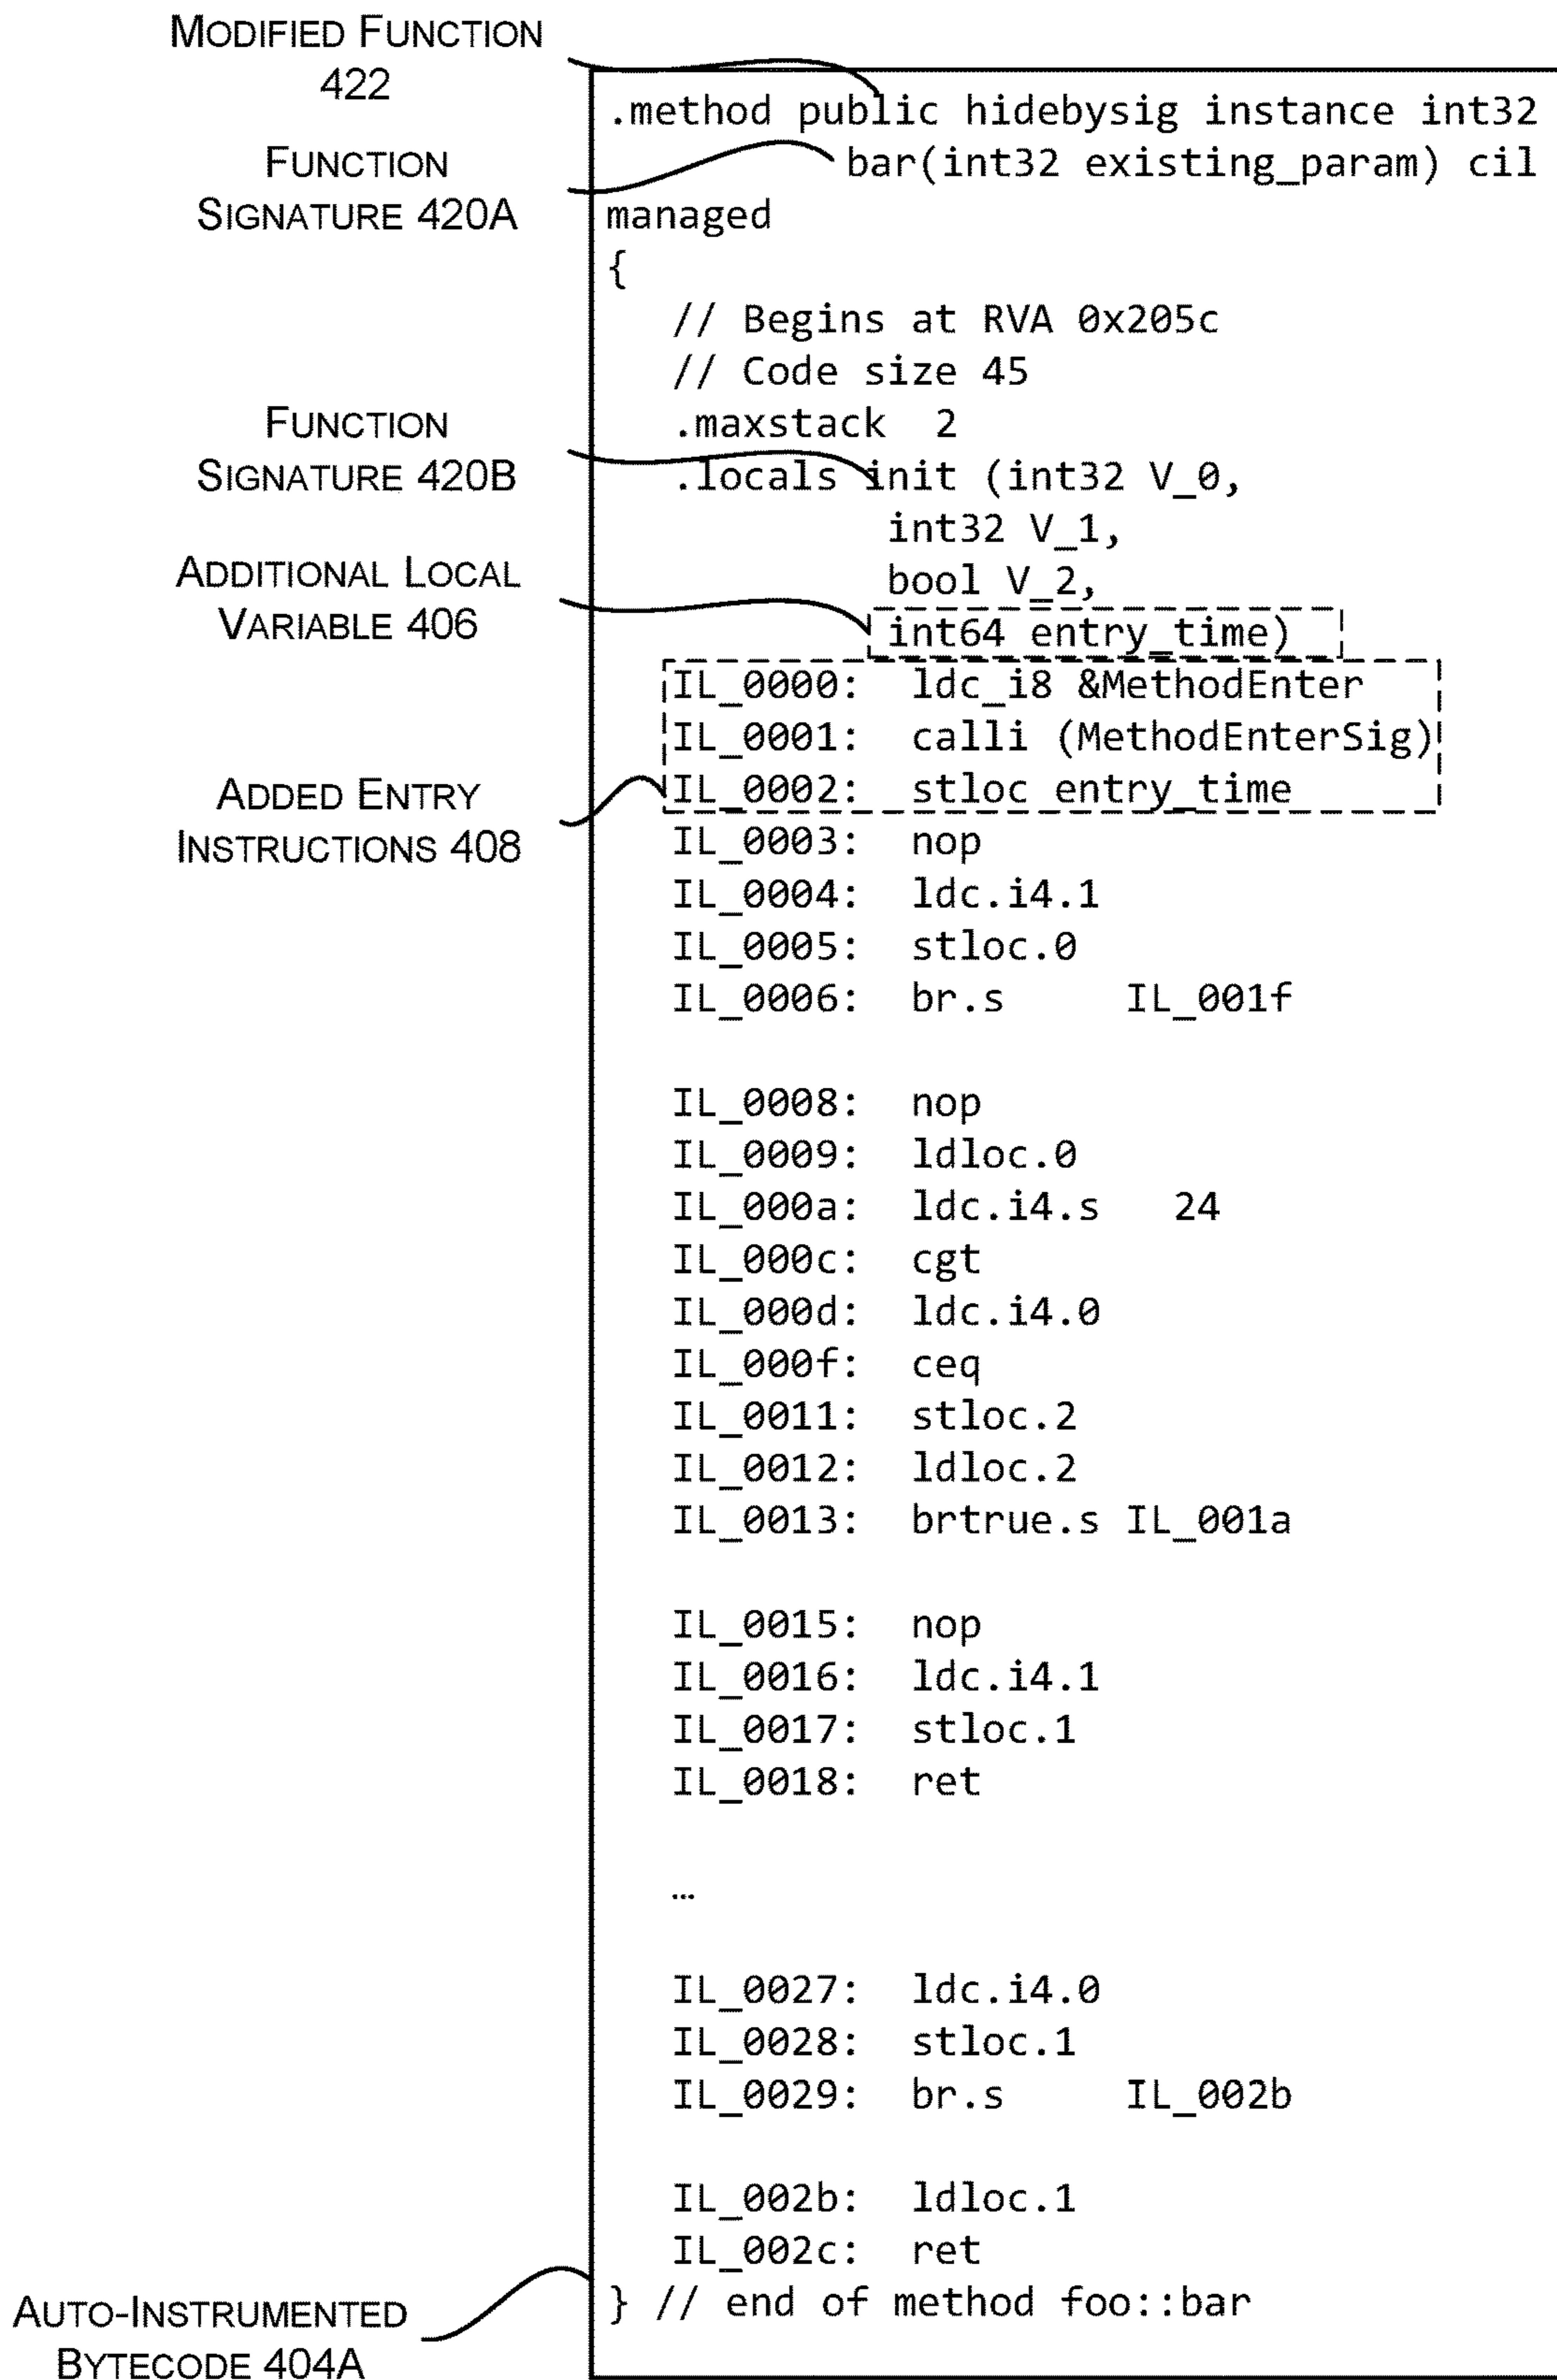 MODIFIED FUNCTION
422
.method public hidebysig instance int32
FUNCTION
SIGNATURE 420A
bar(int32 existing_param) cil
managed
{
// Begins at RVA 0x205c
// Code size 45
.maxstack 2
FUNCTION
SIGNATURE 420B
.locals init (int32 V_0,
int32 V_1,
bool V_2,
ADDITIONAL LOCAL
VARIABLE 406
int64 entry_time)
IL_0000: ldc_i8 &MethodEnter
IL_0001: calli (MethodEnterSig)
IL_0002: stloc entry_time
ADDED ENTRY
INSTRUCTIONS 408
IL_0003: nop
IL_0004: ldc.i4.1
IL_0005: stloc.0
IL_0006: br.s IL_001f
IL_0008: nop
IL_0009: ldloc.0
IL_000a: ldc.i4.s 24
IL_000c: cgt
IL_000d: ldc.i4.0
IL_000f: ceq
IL_0011: stloc.2
IL_0012: ldloc.2
IL_0013: brtrue.s IL_001a
IL_0015: nop
IL_0016: ldc.i4.1
IL_0017: stloc.1
IL_0018: ret
…
IL_0027: ldc.i4.0
IL_0028: stloc.1
IL_0029: br.s IL_002b
IL_002b: ldloc.1
IL_002c: ret
} // end of method foo::bar
AUTO-INSTRUMENTED
BYTECODE 404A